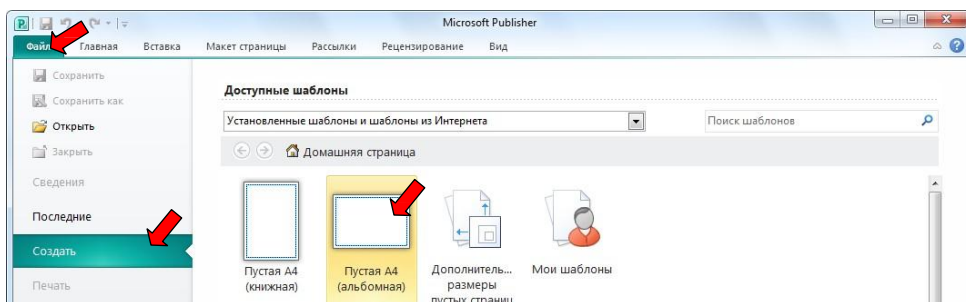 Microsoft Publisher
Файл Главная Вставка Макет страницы Рассылки Рецензирование Вид
Сохранить
Сохранить как
Открыть
Закрыть
Сведения
Последние
Создать
Печать
Доступные шаблоны
Установленные шаблоны и шаблоны из Интернета
Поиск шаблонов
Домашняя страница
Пустая A4
(книжная)
Пустая A4
(альбомная)
Дополнитель...
размеры
пустых страниц
Мои шаблоны